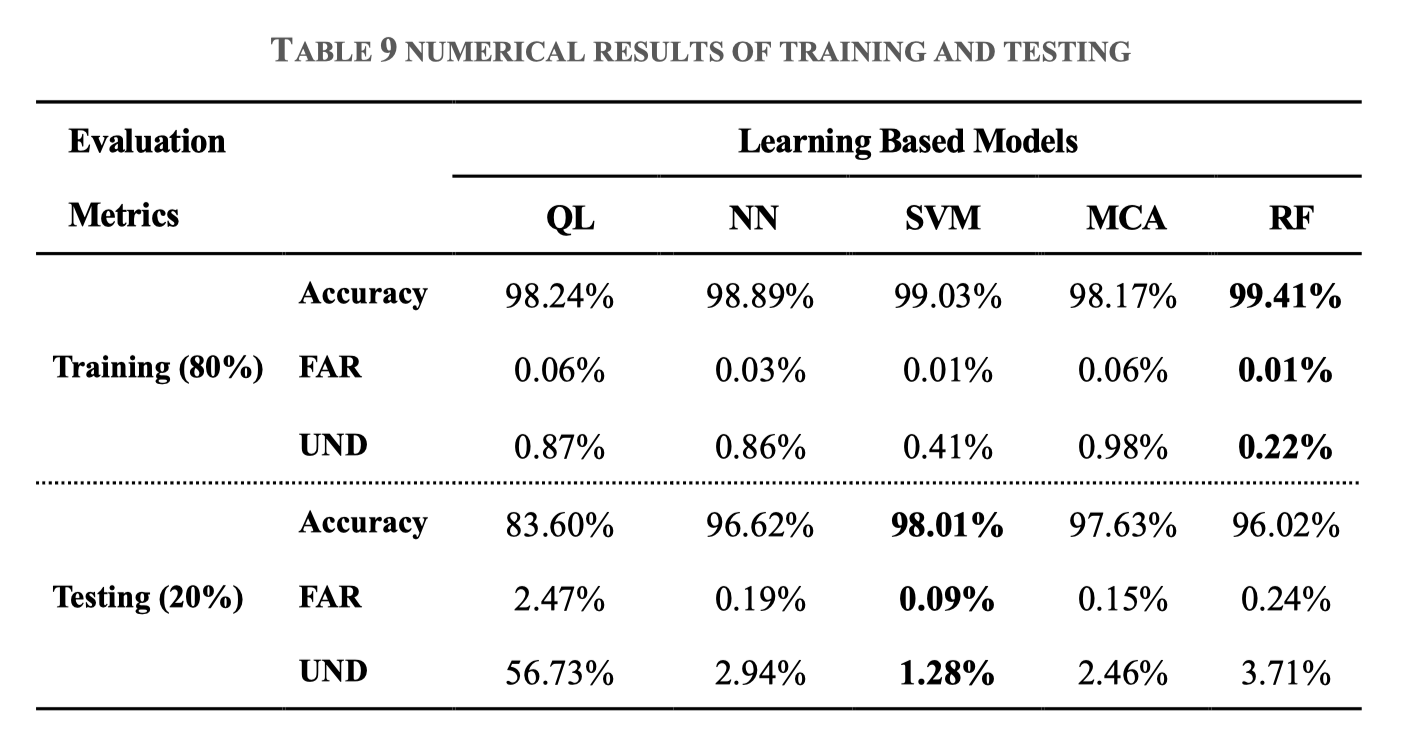 TABLE 9 NUMERICAL RESULTS OF TRAINING AND TESTING
Evaluation Metrics Learning Based Models
QL NN SVM MCA RF
Training (80%) Accuracy 98.24% 98.89% 99.03% 98.17% 99.41%
FAR 0.06% 0.03% 0.01% 0.06% 0.01%
UND 0.87% 0.86% 0.41% 0.98% 0.22%
Testing (20%) Accuracy 83.60% 96.62% 98.01% 97.63% 96.02%
FAR 2.47% 0.19% 0.09% 0.15% 0.24%
UND 56.73% 2.94% 1.28% 2.46% 3.71%